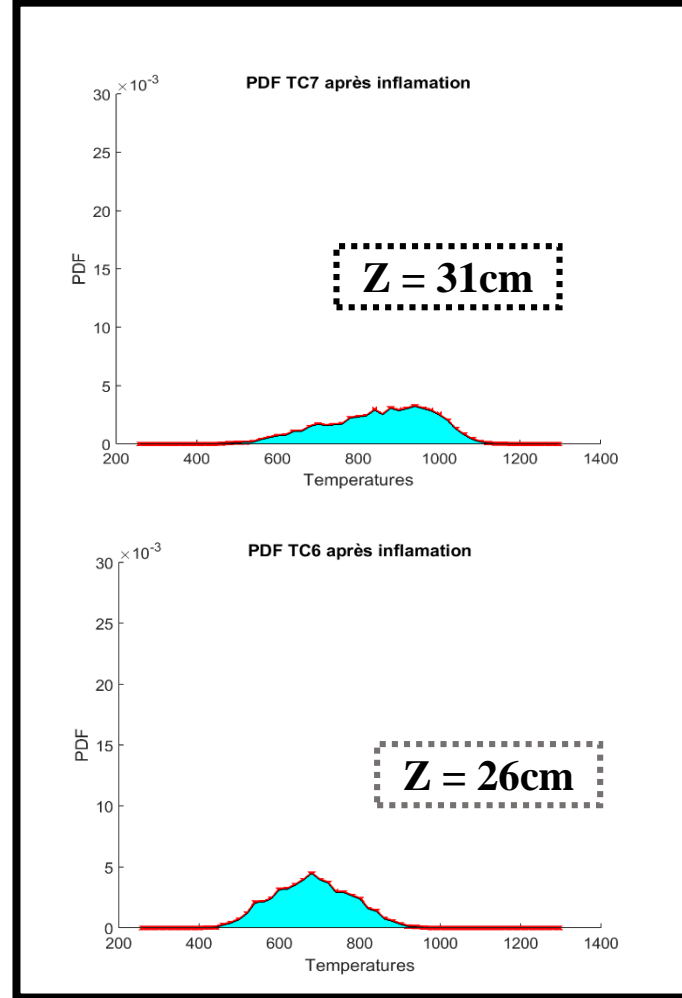 PDF TC7 après inflamation
×10-3
30
25
20
15
10
5
0
PDF
Z = 31cm
200 400 600 800 1000 1200 1400
Temperatures
PDF TC6 après inflamation
×10-3
30
25
20
15
10
5
0
PDF
Z = 26cm
200 400 600 800 1000 1200 1400
Temperatures